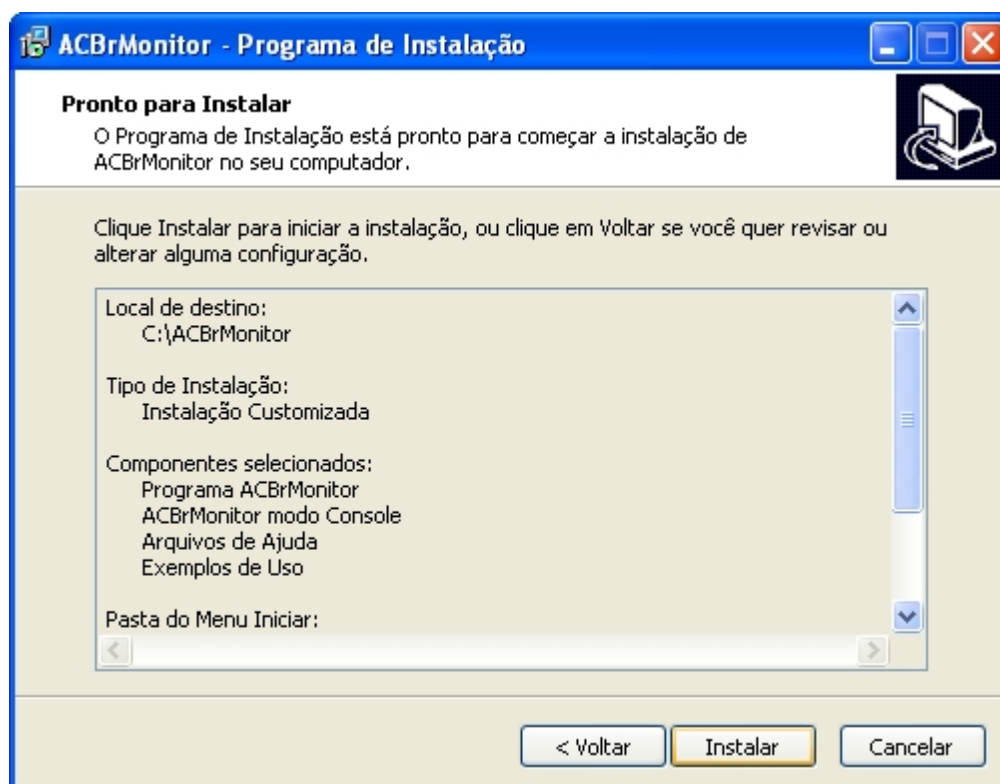 ACBrMonitor - Programa de Instalação
Pronto para Instalar
O Programa de Instalação está pronto para começar a instalação de
ACBrMonitor no seu computador.
Clique Instalar para iniciar a instalação, ou clique em Voltar se você quer revisar ou
alterar alguma configuração.
Local de destino:
C:\ACBrMonitor
Tipo de Instalação:
Instalação Customizada
Componentes selecionados:
Programa ACBrMonitor
ACBrMonitor modo Console
Arquivos de Ajuda
Exemplos de Uso
Pasta do Menu Iniciar:
< Voltar
Instalar
Cancelar